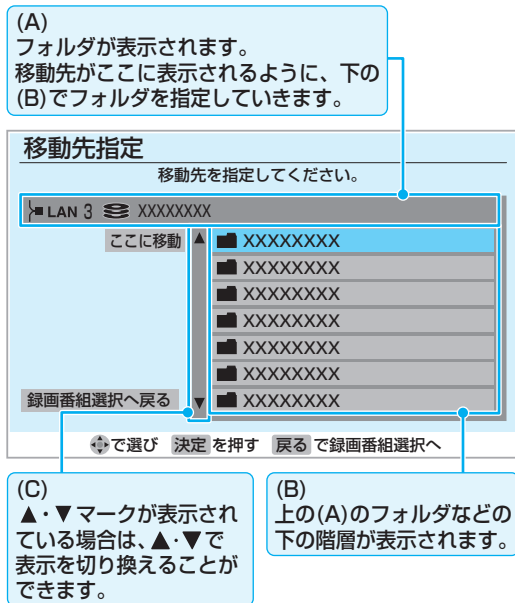 (A)
フォルダが表示されます。
移動先がここに表示されるように、下の
(B)でフォルダを指定していきます。
移動先指定
移動先を指定してください。
LAN 3 XXXXXXXX
ここに移動 ▲ XXXXXXXX
XXXXXXXX
XXXXXXXX
XXXXXXXX
XXXXXXXX
XXXXXXXX
録画番組選択へ戻る ▼ XXXXXXXX
で選び 決定 を押す 戻る で録画番組選択へ
(C)
▲・▼ マークが表示され
ている場合は、▲・▼で
表示を切り換えることが
できます。
(B)
上の(A)のフォルダなどの
下の階層が表示されます。